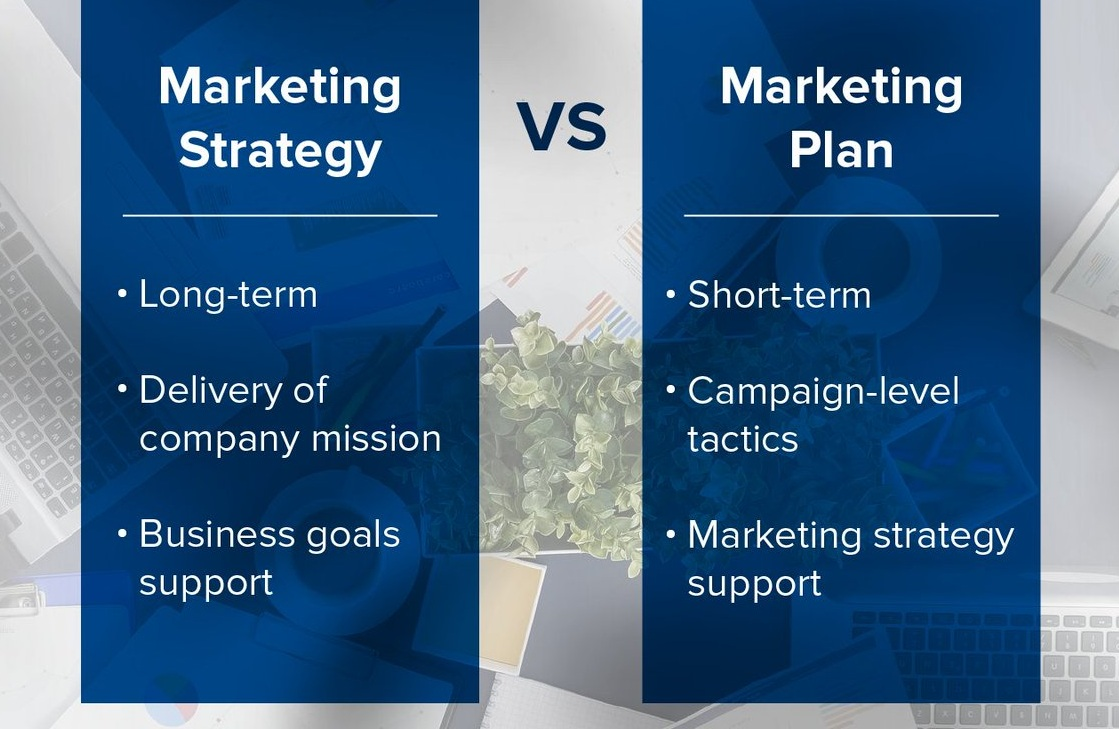 Marketing
Strategy
VS
Marketing
Plan
• Long-term
• Delivery of
company mission
• Business goals
support
• Short-term
• Campaign-level
tactics
• Marketing strategy
support